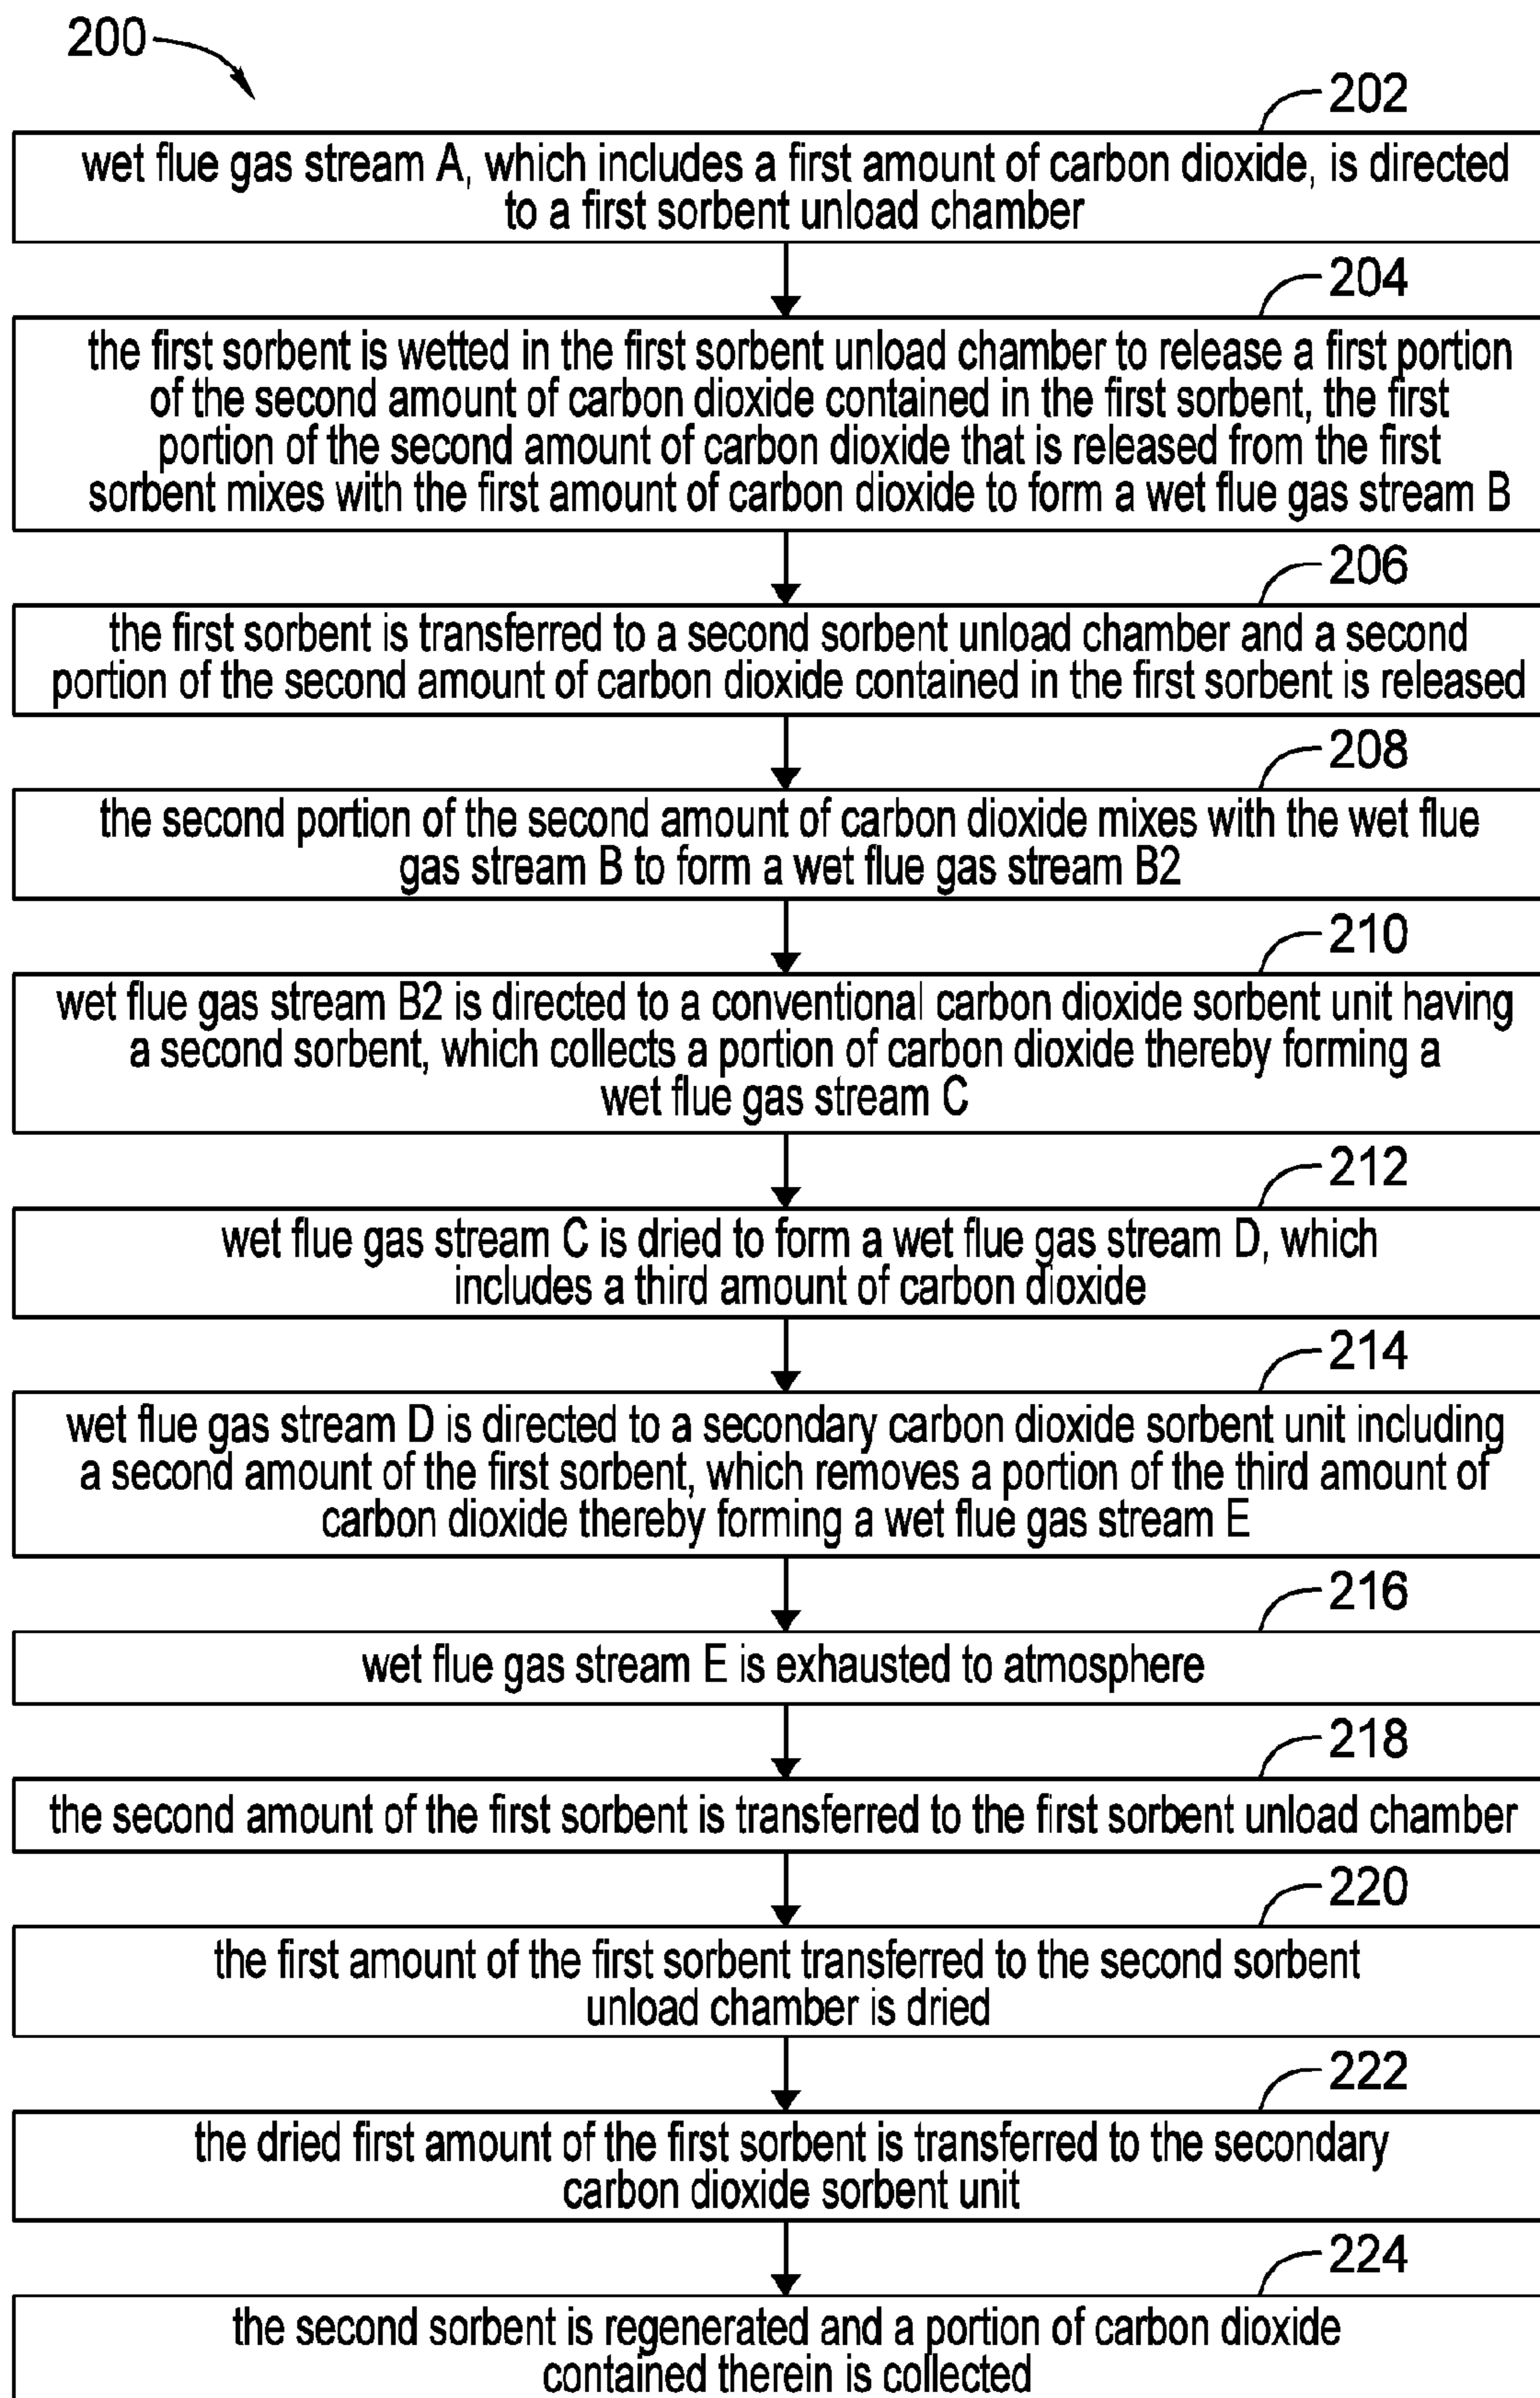 200
202
wet flue gas stream A, which includes a first amount of carbon dioxide, is directed
to a first sorbent unload chamber
204
the first sorbent is wetted in the first sorbent unload chamber to release a first portion
of the second amount of carbon dioxide contained in the first sorbent, the first
portion of the second amount of carbon dioxide that is released from the first
sorbent mixes with the first amount of carbon dioxide to form a wet flue gas stream B
206
the first sorbent is transferred to a second sorbent unload chamber and a second
portion of the second amount of carbon dioxide contained in the first sorbent is released
208
the second portion of the second amount of carbon dioxide mixes with the wet flue
gas stream B to form a wet flue gas stream B2
210
wet flue gas stream B2 is directed to a conventional carbon dioxide sorbent unit having
a second sorbent, which collects a portion of carbon dioxide thereby forming a
wet flue gas stream C
212
wet flue gas stream C is dried to form a wet flue gas stream D, which
includes a third amount of carbon dioxide
214
wet flue gas stream D is directed to a secondary carbon dioxide sorbent unit including
a second amount of the first sorbent, which removes a portion of the third amount of
carbon dioxide thereby forming a wet flue gas stream E
216
wet flue gas stream E is exhausted to atmosphere
218
the second amount of the first sorbent is transferred to the first sorbent unload chamber
220
the first amount of the first sorbent transferred to the second sorbent
unload chamber is dried
222
the dried first amount of the first sorbent is transferred to the secondary
carbon dioxide sorbent unit
224
the second sorbent is regenerated and a portion of carbon dioxide
contained therein is collected